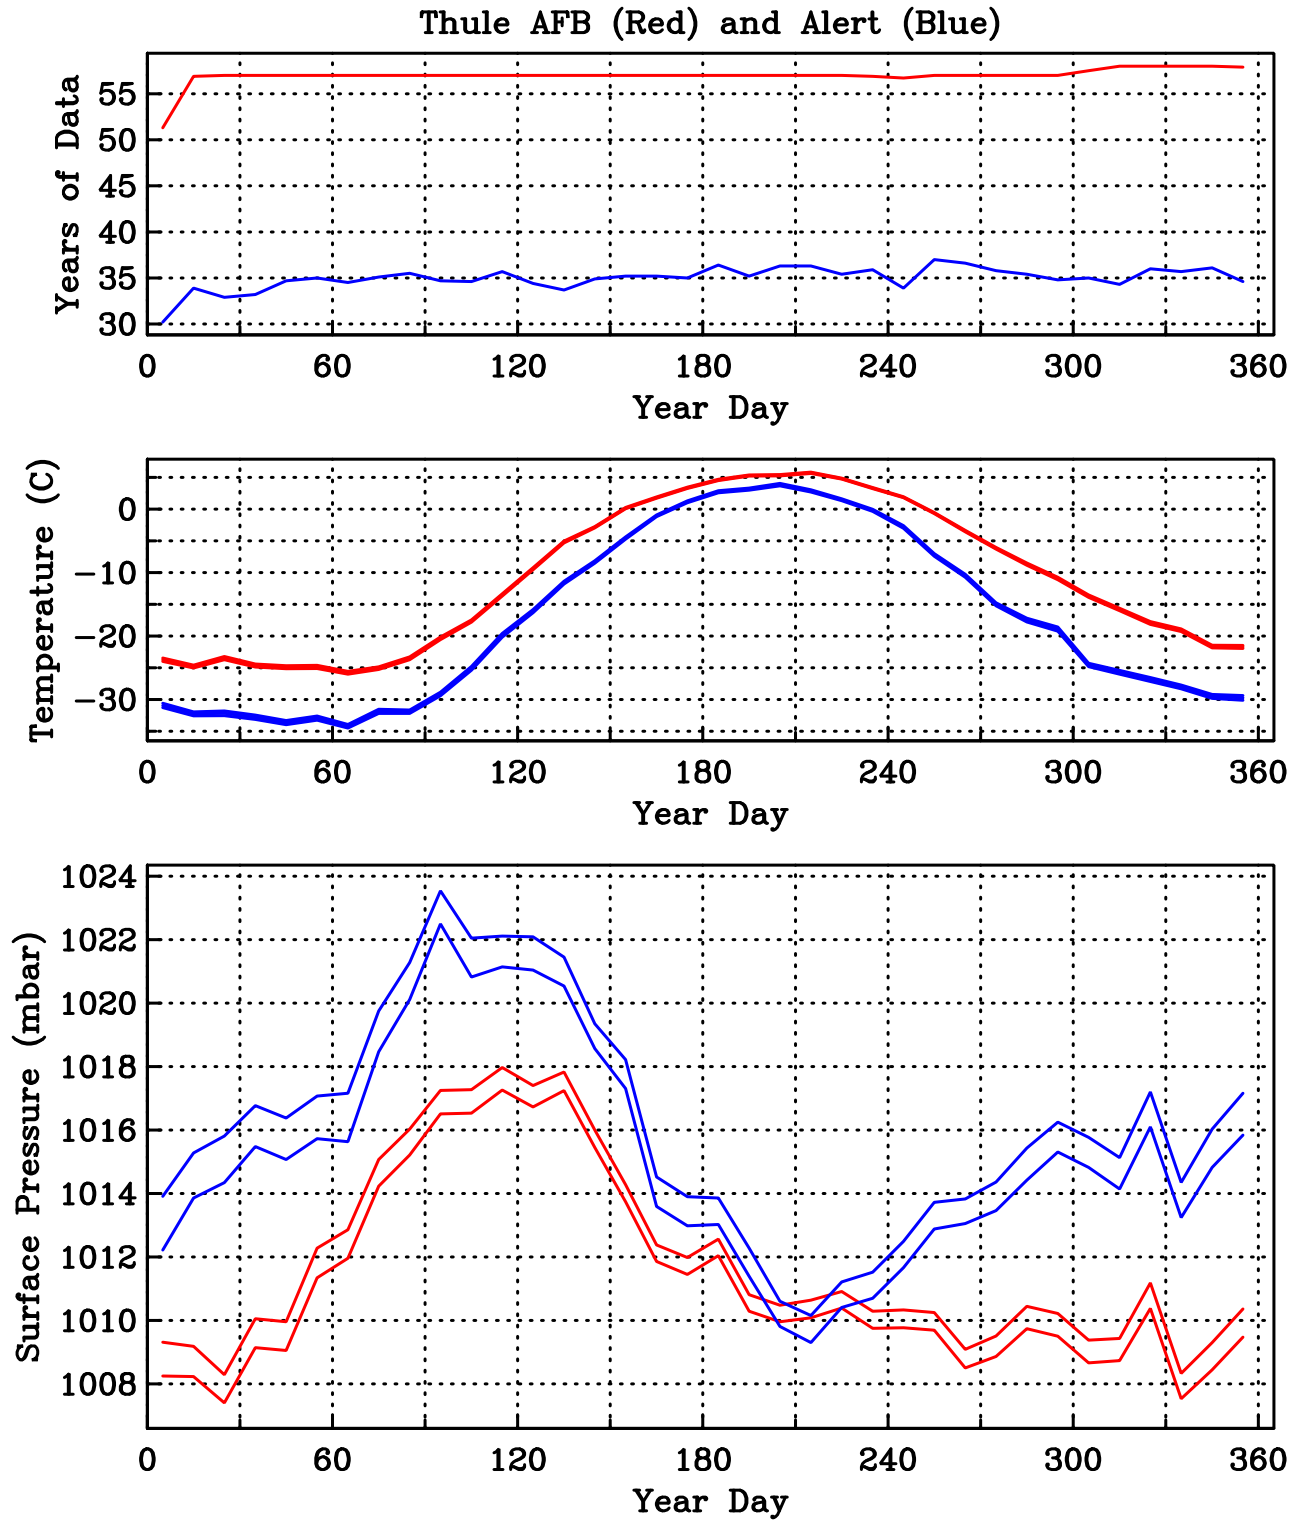 Thule AFB (Red) and Alert (Blue)
Years of Data
55
50
45
40
35
30
0 60 120 180 240 300 360
Year Day
Temperature (C)
0
−10
−20
−30
0 60 120 180 240 300 360
Year Day
Surface Pressure (mbar)
1024
1022
1020
1018
1016
1014
1012
1010
1008
0 60 120 180 240 300 360
Year Day